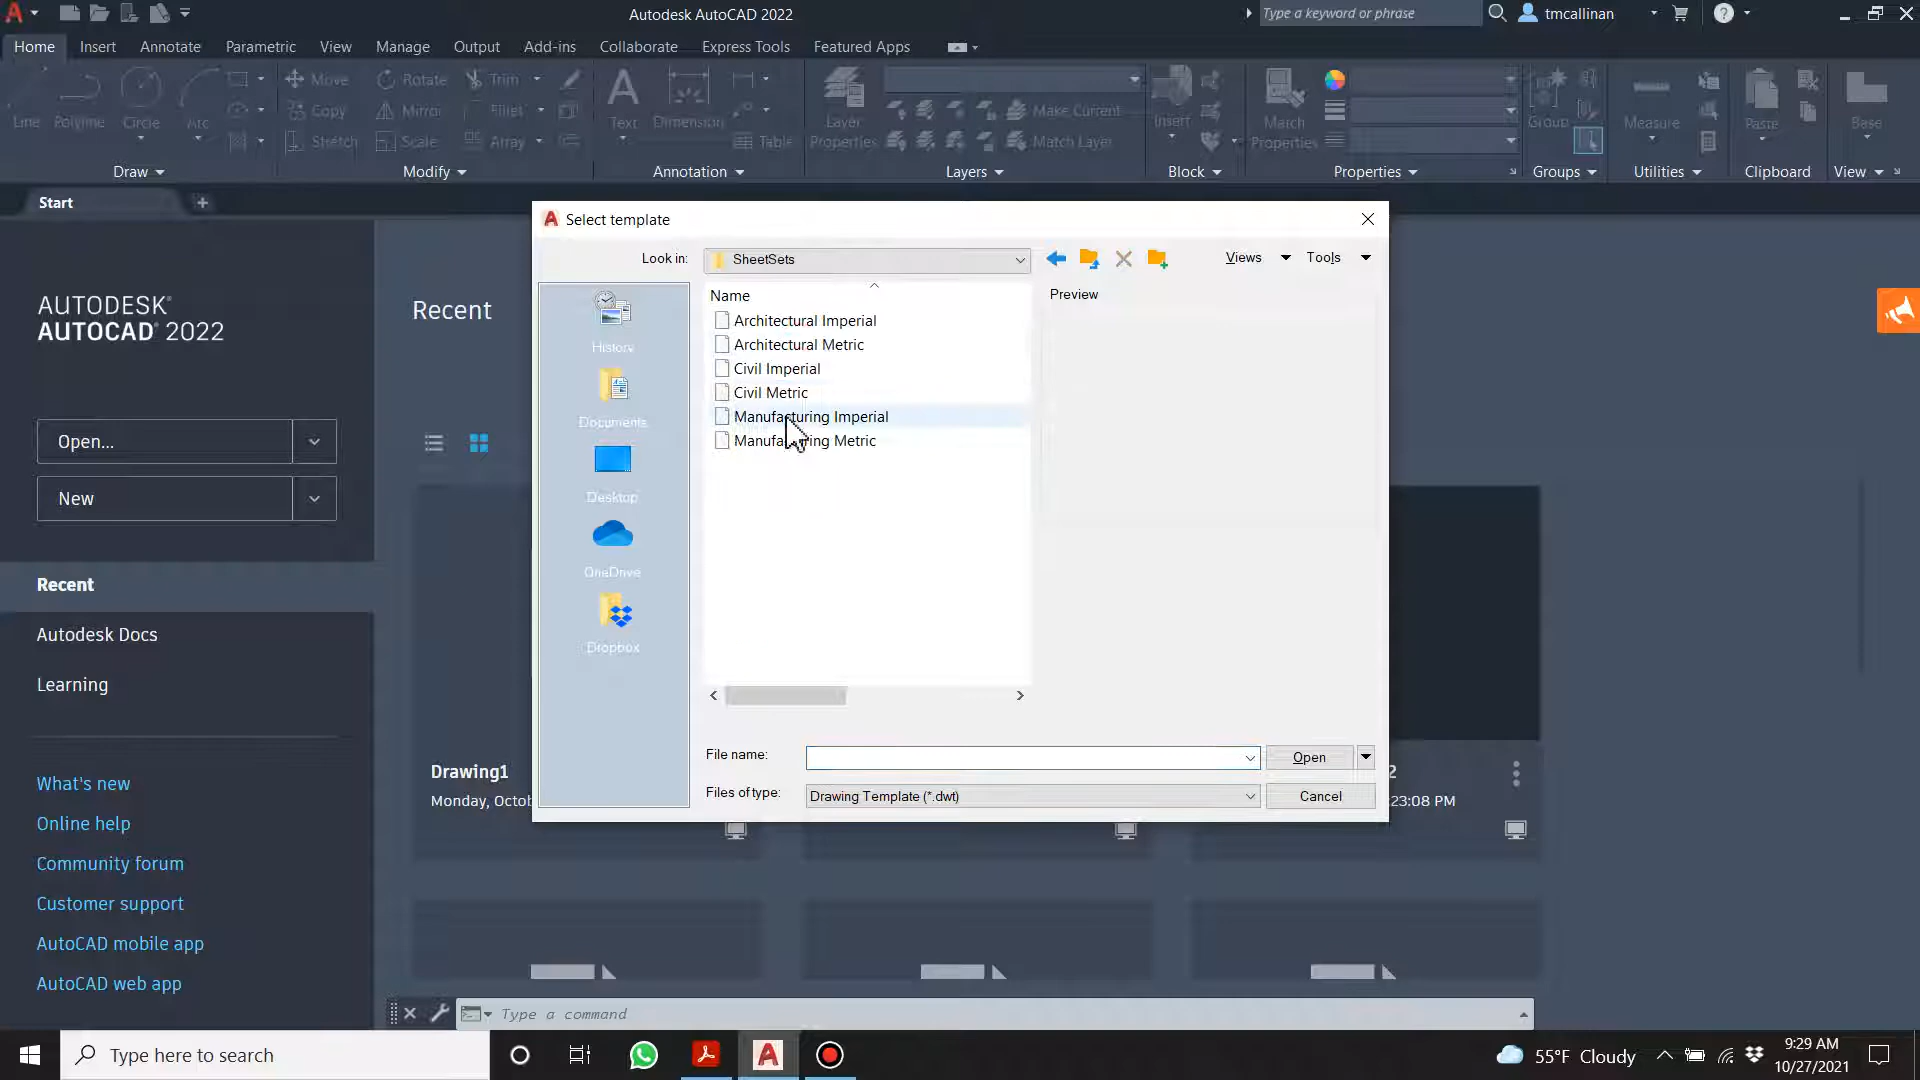 Autodesk AutoCAD 2022
Type a keyword or phrase
tmcallinan
Home Insert Annotate Parametric View Manage Output Add-ins Collaborate Express Tools Featured Apps
Line Polyline Circle Arc
Move Rotate Trim
Copy Mirror Fillet
Stretch Scale Array
Text Dimension
Table
Layer Properties
Make Current
Match Layer
Insert
Match Properties
Group
Measure
Paste
Base
Draw Modify Annotation Layers Block Properties Groups Utilities Clipboard View
Start
Select template
Look in: SheetSets
Views Tools
History
Documents
Desktop
OneDrive
Dropbox
Name
Architectural Imperial
Architectural Metric
Civil Imperial
Civil Metric
Manufacturing Imperial
Manufacturing Metric
Preview
File name:
Open
Files of type: Drawing Template (*.dwt)
Cancel
AUTODESK®
AUTOCAD® 2022
Open...
New
Recent
Autodesk Docs
Learning
What's new
Online help
Community forum
Customer support
AutoCAD mobile app
AutoCAD web app
Recent
Drawing1
Monday, Octo
2
23:08 PM
Type a command
Type here to search
55°F Cloudy
9:29 AM
10/27/2021